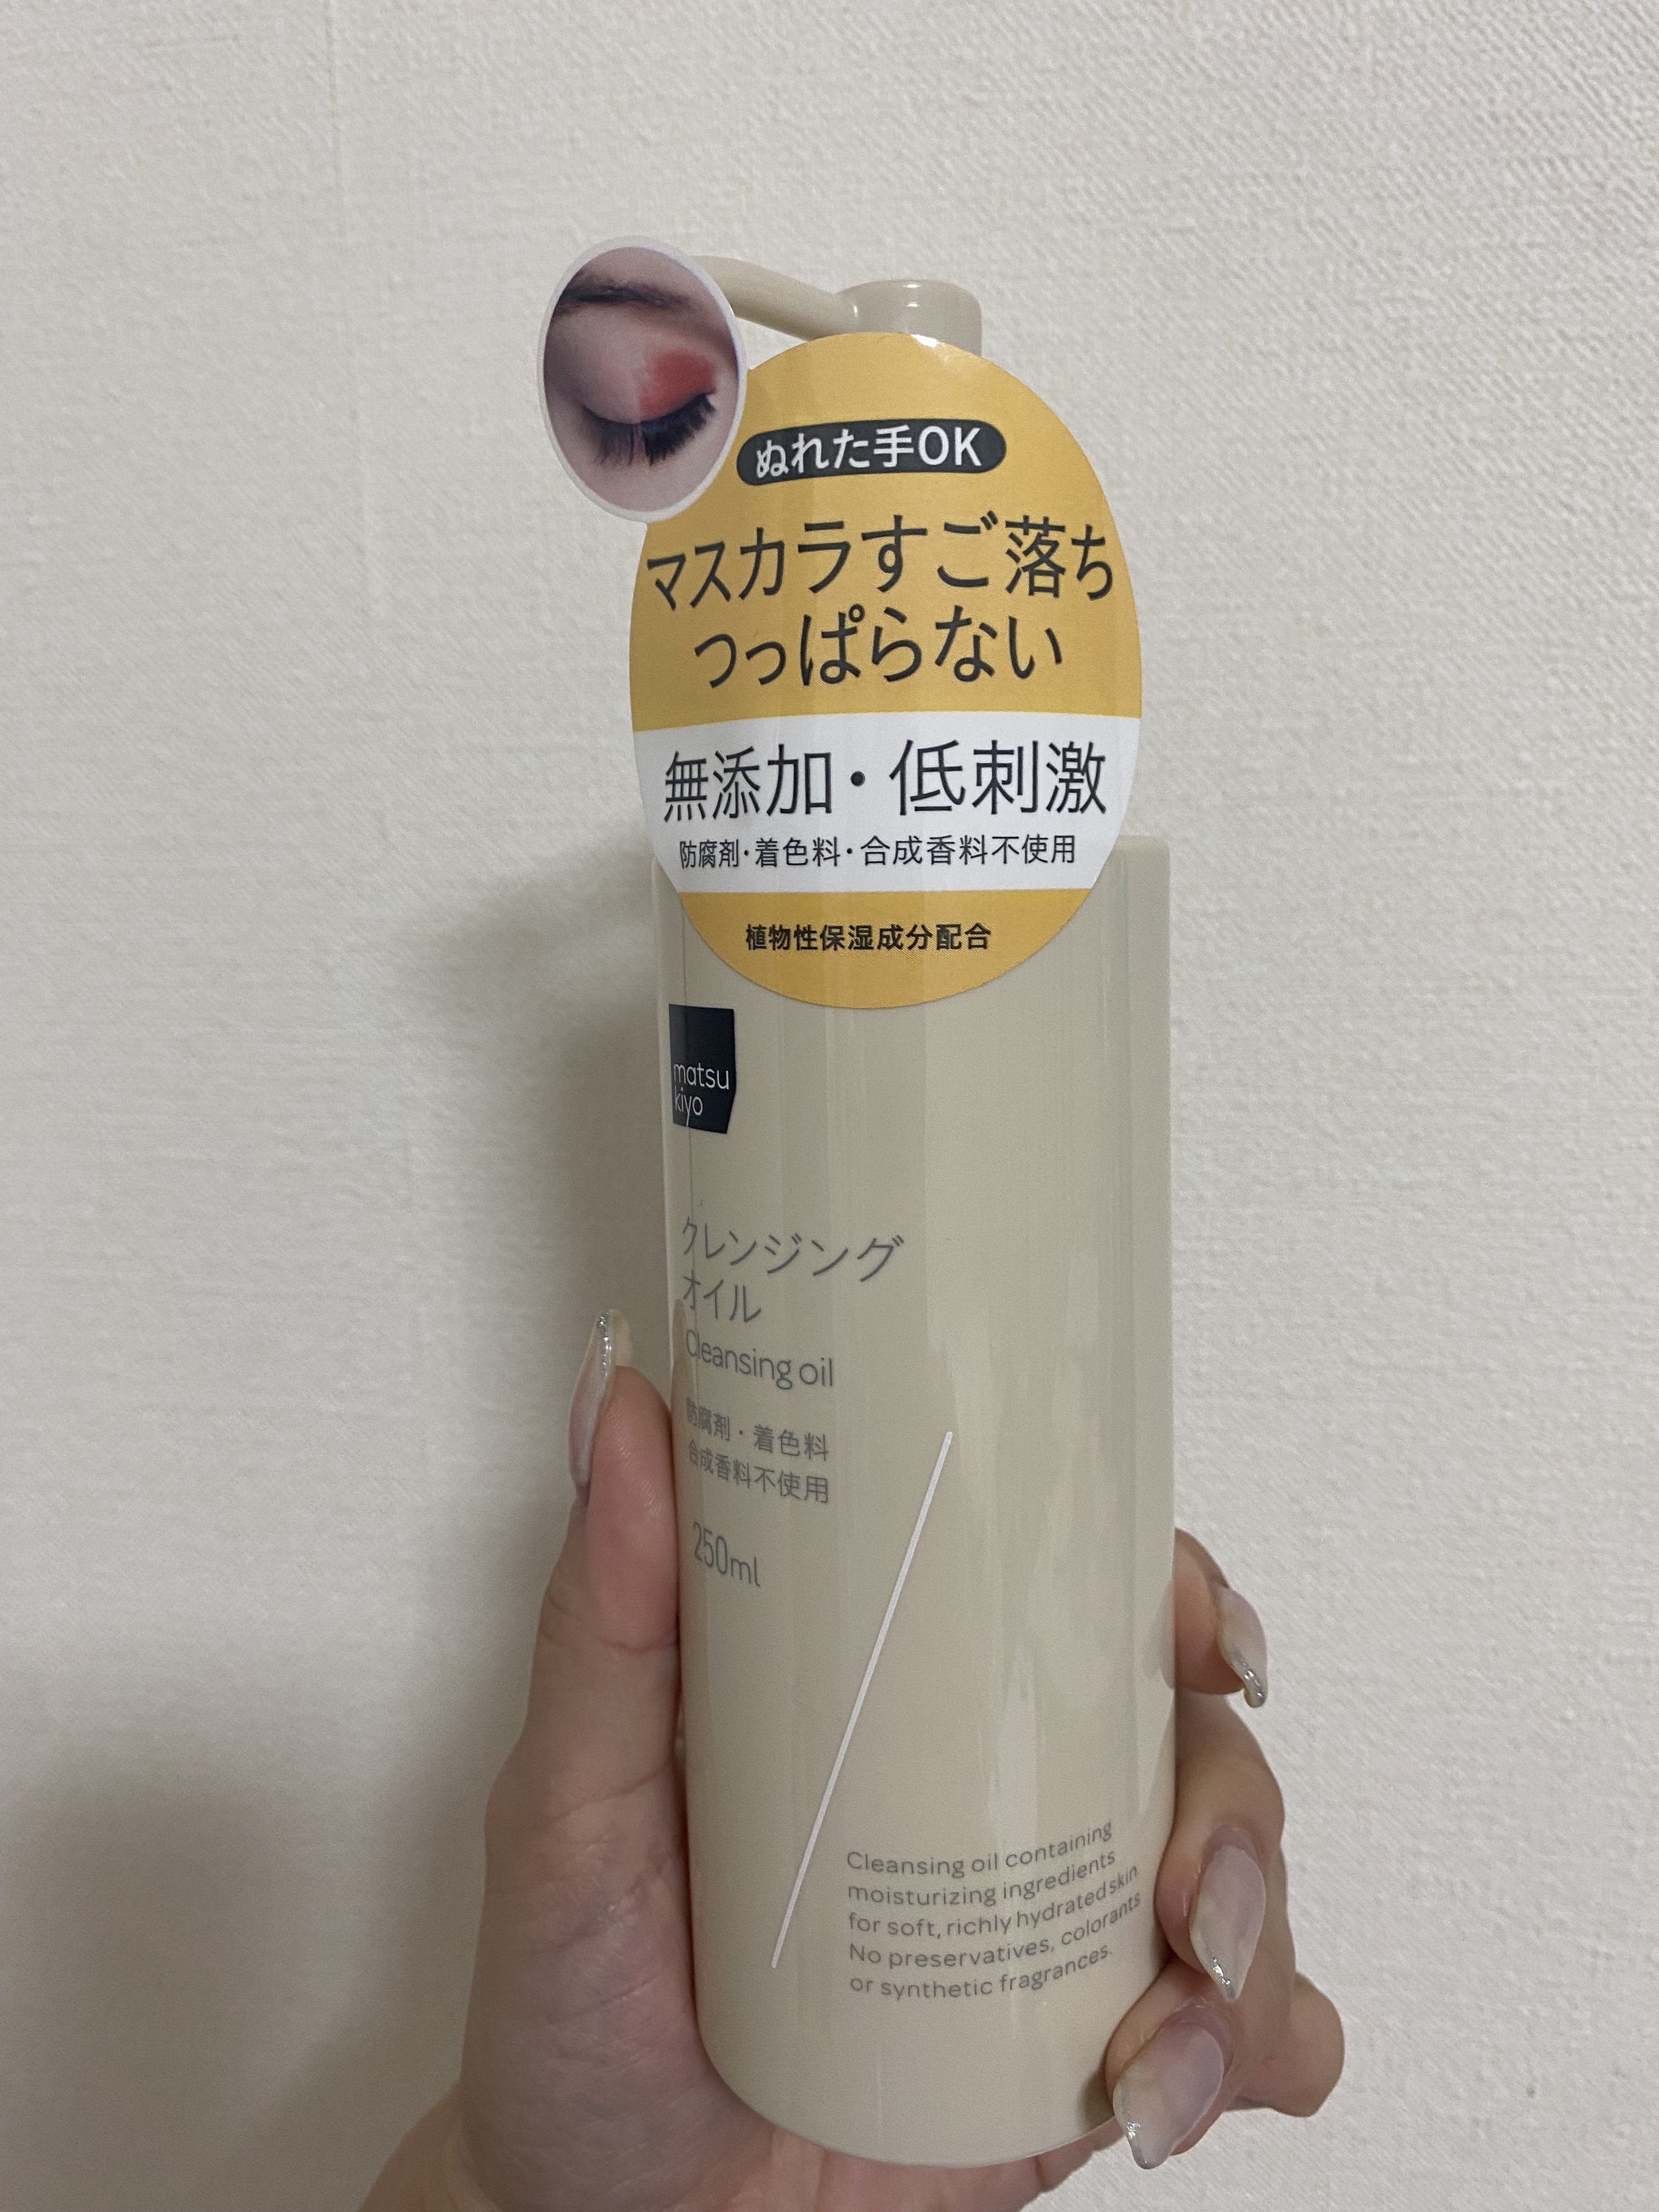 ぬれた手OK
マスカラすご落ち
つっぱらない
無添加・低刺激
防腐剤・着色料・合成香料不使用
植物性保湿成分配合
matsu
kiyo
クレンジング
オイル
Cleansing oil
防腐剤・着色料
合成香料不使用
250ml
Cleansing oil containing
moisturizing ingredients
for soft, richly hydrated skin.
No preservatives, colorants
or synthetic fragrances.